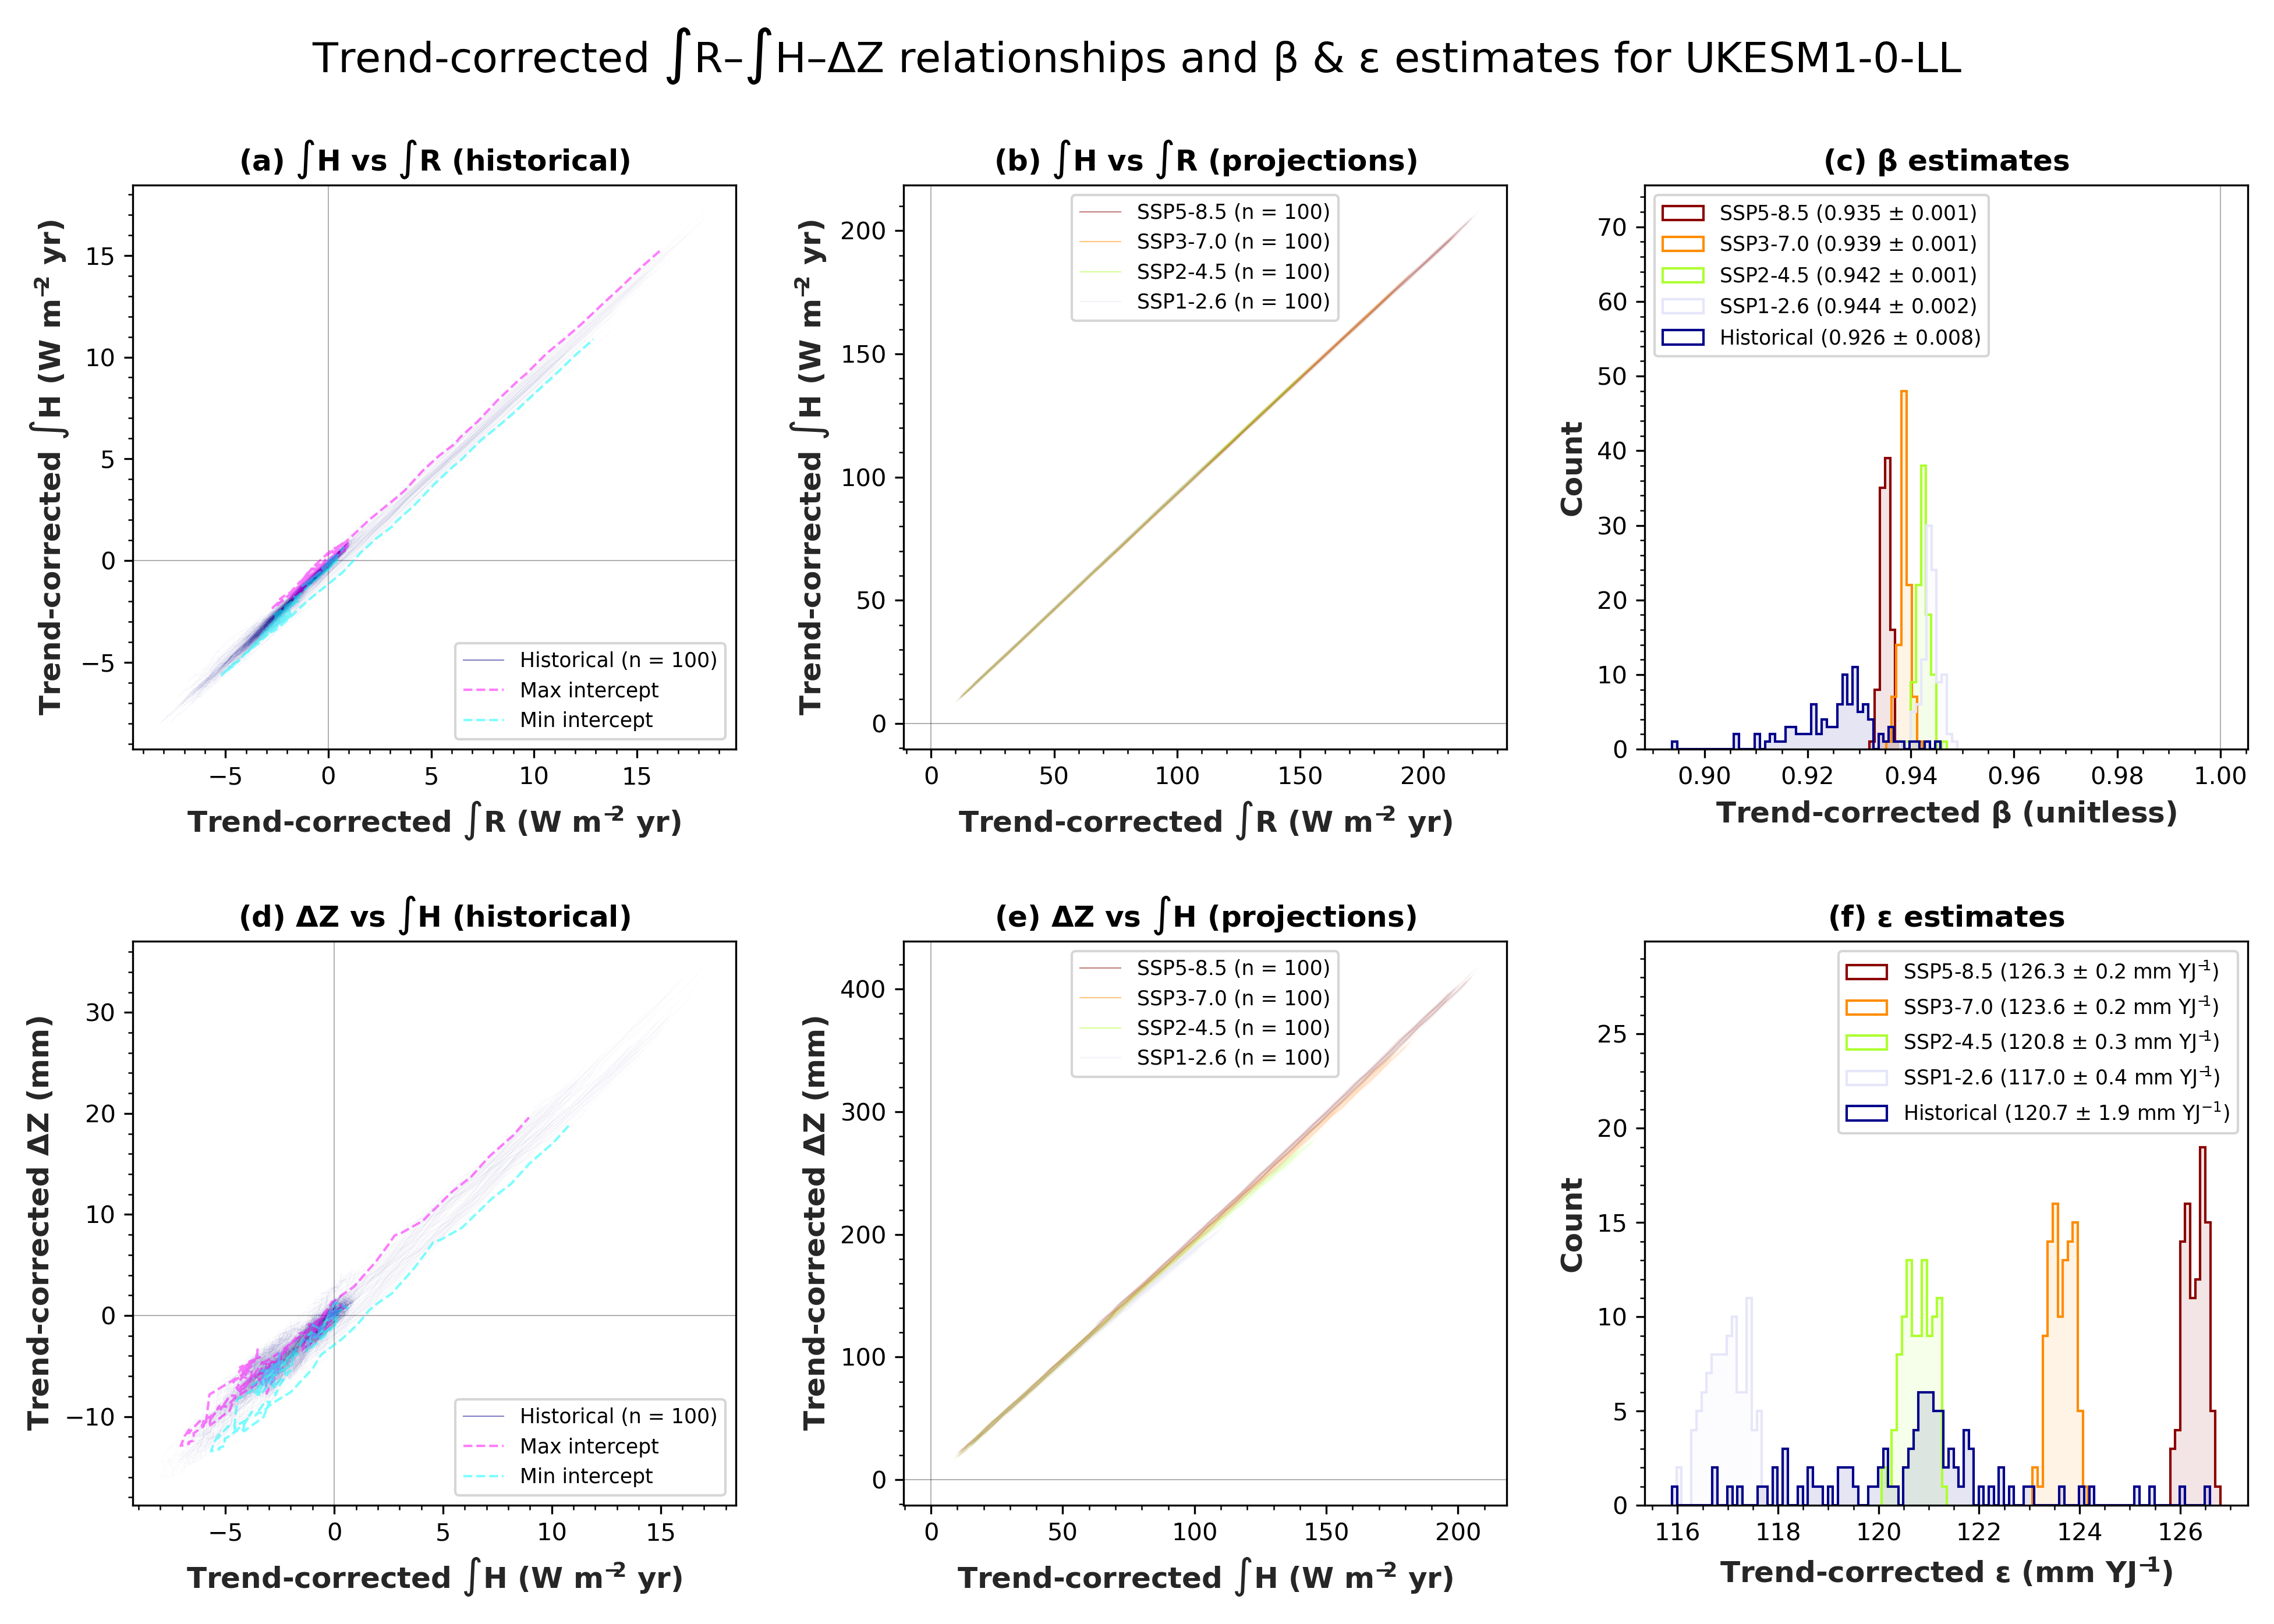 Trend-corrected ∫R–∫H–ΔZ relationships and β & ε estimates for UKESM1-0-LL
(a) ∫H vs ∫R (historical)
Trend-corrected ∫H (W m⁻² yr)
15
10
5
0
−5
Historical (n = 100)
Max intercept
Min intercept
−5 0 5 10 15
Trend-corrected ∫R (W m⁻² yr)
(b) ∫H vs ∫R (projections)
Trend-corrected ∫H (W m⁻² yr)
200
150
100
50
0
SSP5-8.5 (n = 100)
SSP3-7.0 (n = 100)
SSP2-4.5 (n = 100)
SSP1-2.6 (n = 100)
0 50 100 150 200
Trend-corrected ∫R (W m⁻² yr)
(c) β estimates
Count
70
60
50
40
30
20
10
0
SSP5-8.5 (0.935 ± 0.001)
SSP3-7.0 (0.939 ± 0.001)
SSP2-4.5 (0.942 ± 0.001)
SSP1-2.6 (0.944 ± 0.002)
Historical (0.926 ± 0.008)
0.90 0.92 0.94 0.96 0.98 1.00
Trend-corrected β (unitless)
(d) ΔZ vs ∫H (historical)
Trend-corrected ΔZ (mm)
30
20
10
0
−10
Historical (n = 100)
Max intercept
Min intercept
−5 0 5 10 15
Trend-corrected ∫H (W m⁻² yr)
(e) ΔZ vs ∫H (projections)
Trend-corrected ΔZ (mm)
400
300
200
100
0
SSP5-8.5 (n = 100)
SSP3-7.0 (n = 100)
SSP2-4.5 (n = 100)
SSP1-2.6 (n = 100)
0 50 100 150 200
Trend-corrected ∫H (W m⁻² yr)
(f) ε estimates
Count
25
20
15
10
5
0
SSP5-8.5 (126.3 ± 0.2 mm YJ⁻¹)
SSP3-7.0 (123.6 ± 0.2 mm YJ⁻¹)
SSP2-4.5 (120.8 ± 0.3 mm YJ⁻¹)
SSP1-2.6 (117.0 ± 0.4 mm YJ⁻¹)
Historical (120.7 ± 1.9 mm YJ⁻¹)
116 118 120 122 124 126
Trend-corrected ε (mm YJ⁻¹)